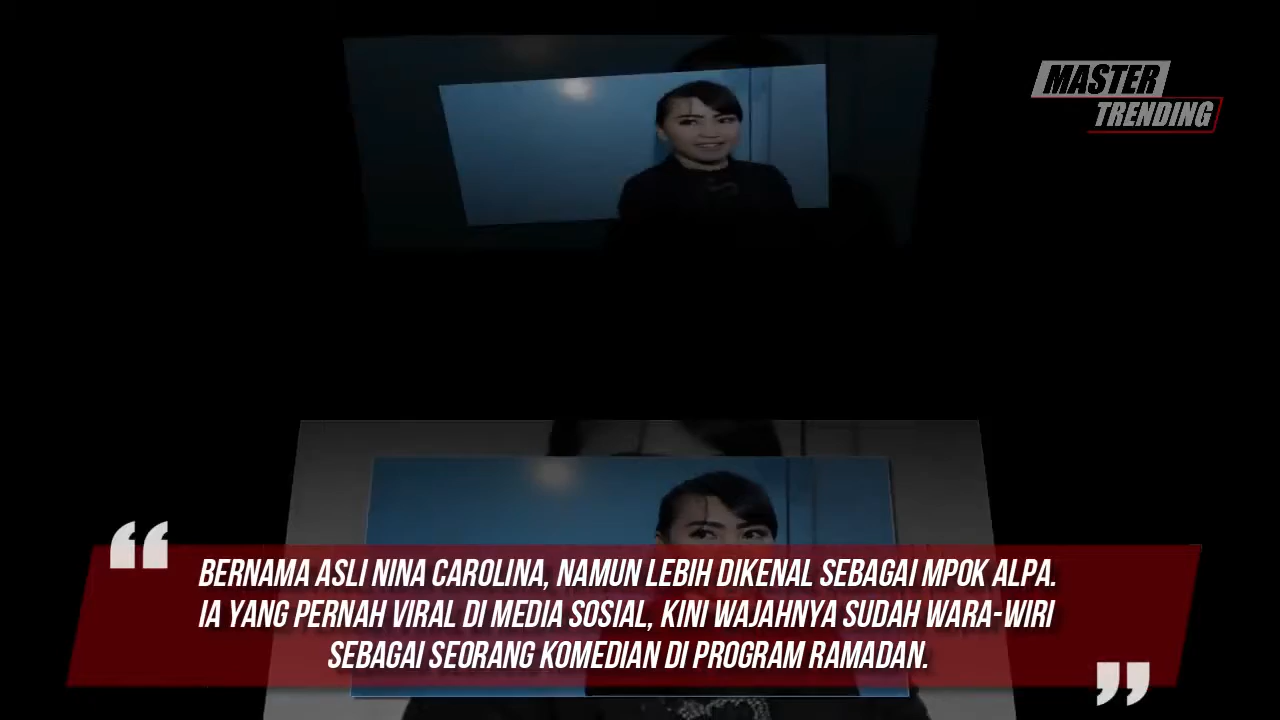 MASTER
TRENDING
“
BERNAMA ASLI NINA CAROLINA, NAMUN LEBIH DIKENAL SEBAGAI MPOK ALPA.
IA YANG PERNAH VIRAL DI MEDIA SOSIAL, KINI WAJAHNYA SUDAH WARA-WIRI
SEBAGAI SEORANG KOMEDIAN DI PROGRAM RAMADAN.
”